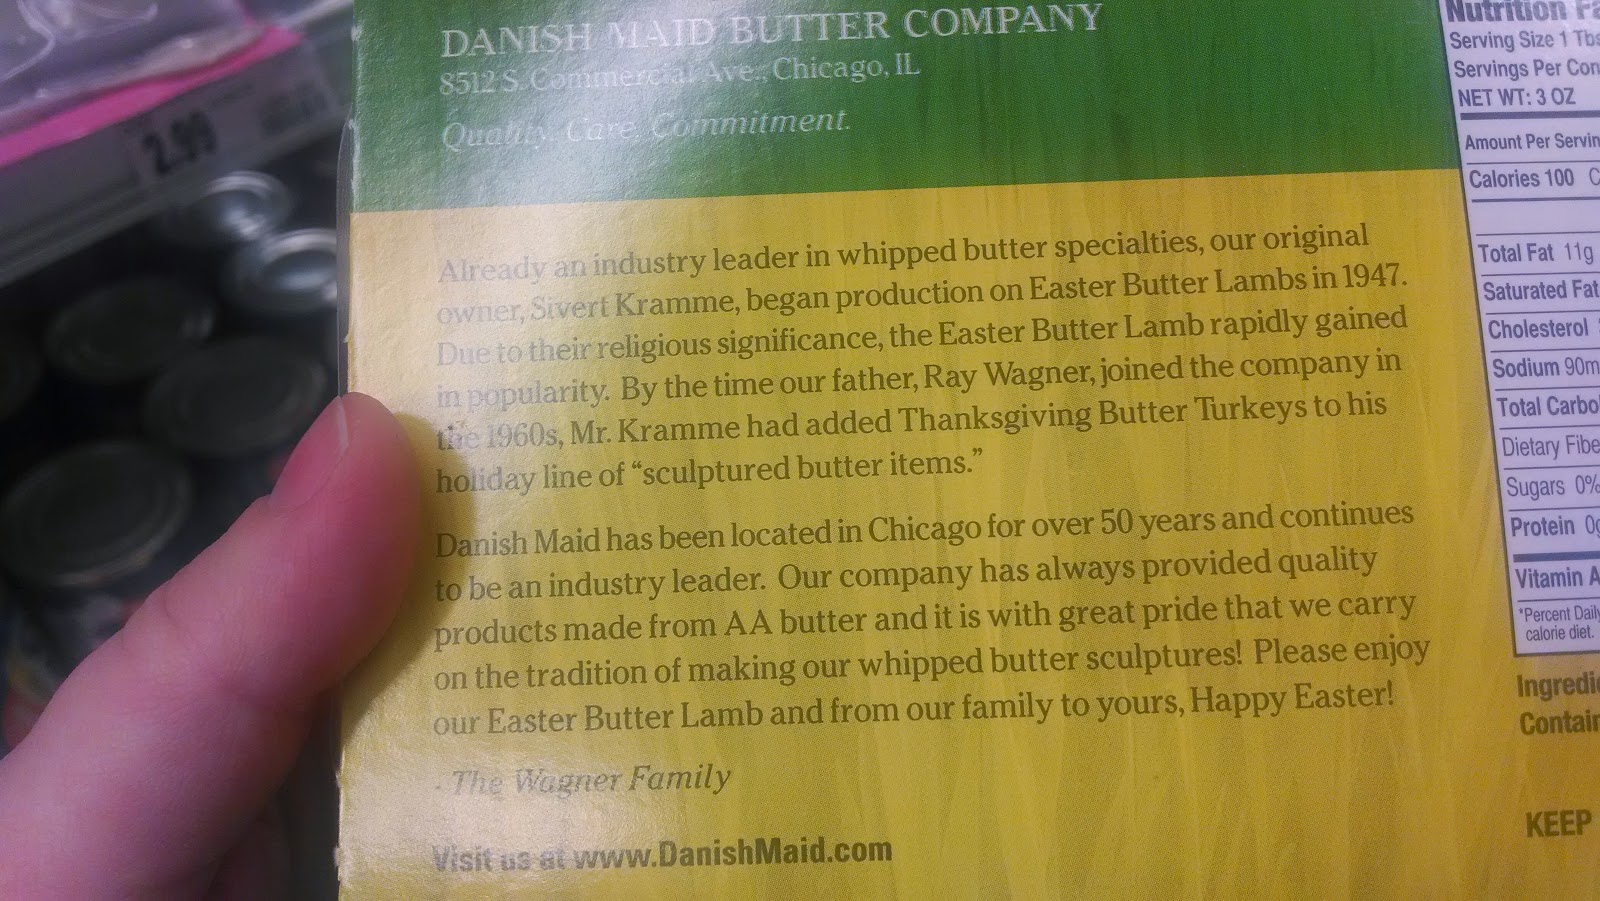 DANISH MAID BUTTER COMPANY
8512 S. Commercial Ave., Chicago, IL
Quality. Care. Commitment.
Already an industry leader in whipped butter specialties, our original
owner, Sivert Kramme, began production on Easter Butter Lambs in 1947.
Due to their religious significance, the Easter Butter Lamb rapidly gained
in popularity. By the time our father, Ray Wagner, joined the company in
the 1960s, Mr. Kramme had added Thanksgiving Butter Turkeys to his
holiday line of “sculptured butter items.”
Danish Maid has been located in Chicago for over 50 years and continues
to be an industry leader. Our company has always provided quality
products made from AA butter and it is with great pride that we carry
on the tradition of making our whipped butter sculptures! Please enjoy
our Easter Butter Lamb and from our family to yours, Happy Easter!
- The Wagner Family
Visit us at www.DanishMaid.com
Nutrition Fa
Serving Size 1 Tbs
Servings Per Con
NET WT: 3 OZ
Amount Per Servin
Calories 100 C
Total Fat 11g
Saturated Fat
Cholesterol
Sodium 90m
Total Carbo
Dietary Fibe
Sugars 0%
Protein 0g
Vitamin A
*Percent Daily
calorie diet.
Ingredie
Contain
KEEP
2.99